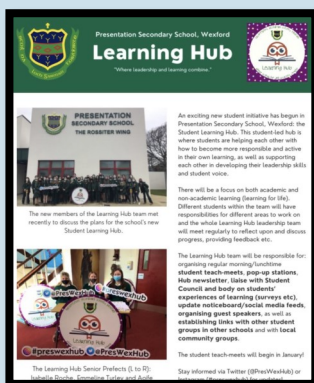 Presentation Secondary School, Wexford
Learning Hub
"Where leadership and learning combine."
Learning Hub
PRESENTATION
SECONDARY SCHOOL
THE ROSSITER WING
The new members of the Learning Hub team met
recently to discuss the plans for the school's new
Student Learning Hub.
Learning Hub
@preswexhub
@PresWexHub
The Learning Hub Senior Prefects (L to R):
Isabelle Roche, Emmeline Turley and Aoife
An exciting new student initiative has begun in
Presentation Secondary School, Wexford: the
Student Learning Hub. This student-led hub is
where students are helping each other with
how to become more responsible and active
in their own learning, as well as supporting
each other in developing their leadership skills
and student voice.
There will be a focus on both academic and
non-academic learning (learning for life).
Different students within the team will have
responsibilities for different areas to work on
and the whole Learning Hub leadership team
will meet regularly to reflect upon and discuss
progress, providing feedback etc.
The Learning Hub team will be responsible for:
organising regular morning/lunchtime
student teach-meets, pop-up stations,
Hub newsletter, liaise with Student
Council and body on students'
experiences of learning (surveys etc),
update noticeboard/social media feeds,
organising guest speakers, as well as
establishing links with other student
groups in other schools and with local
community groups.
The student teach-meets will begin in January!
Stay informed via Twitter (@PresWexHub) or